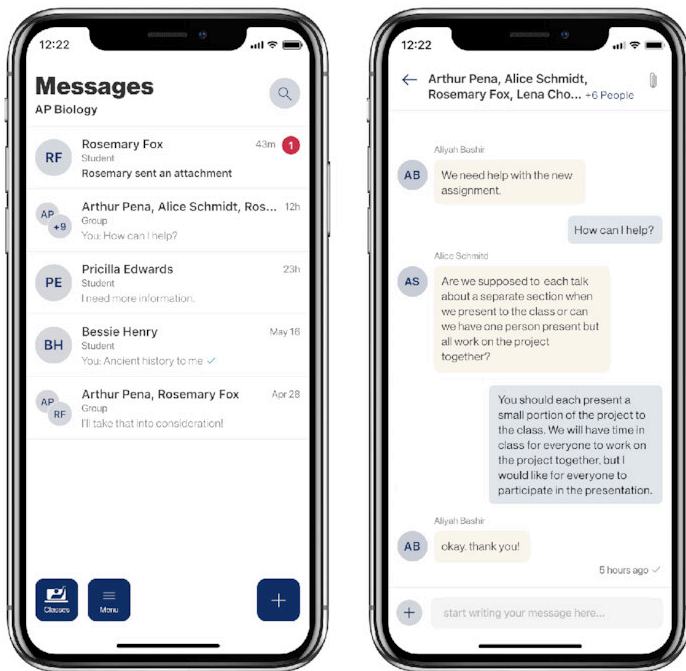 12:22
Messages
AP Biology
RF
Rosemary Fox
43m
1
Student
Rosemary sent an attachment
AP
+9
Arthur Pena, Alice Schmidt, Ros...
12h
Group
You: How can I help?
PE
Pricilla Edwards
23h
Student
I need more information.
BH
Bessie Henry
May 16
Student
You: Ancient history to me ✓
AP
RF
Arthur Pena, Rosemary Fox
Apr 28
Group
I'll take that into consideration!
Classes
Menu
+
12:22
Arthur Pena, Alice Schmidt,
Rosemary Fox, Lena Cho... +6 People
Aliyah Bashir
AB
We need help with the new
assignment.
How can I help?
Alice Schmitd
AS
Are we supposed to each talk
about a separate section when
we present to the class or can
we have one person present but
all work on the project
together?
You should each present a
small portion of the project to
the class. We will have time in
class for everyone to work on
the project together, but I
would like for everyone to
participate in the presentation.
Aliyah Bashir
AB
okay. thank you!
5 hours ago ✓
+
start writing your message here...